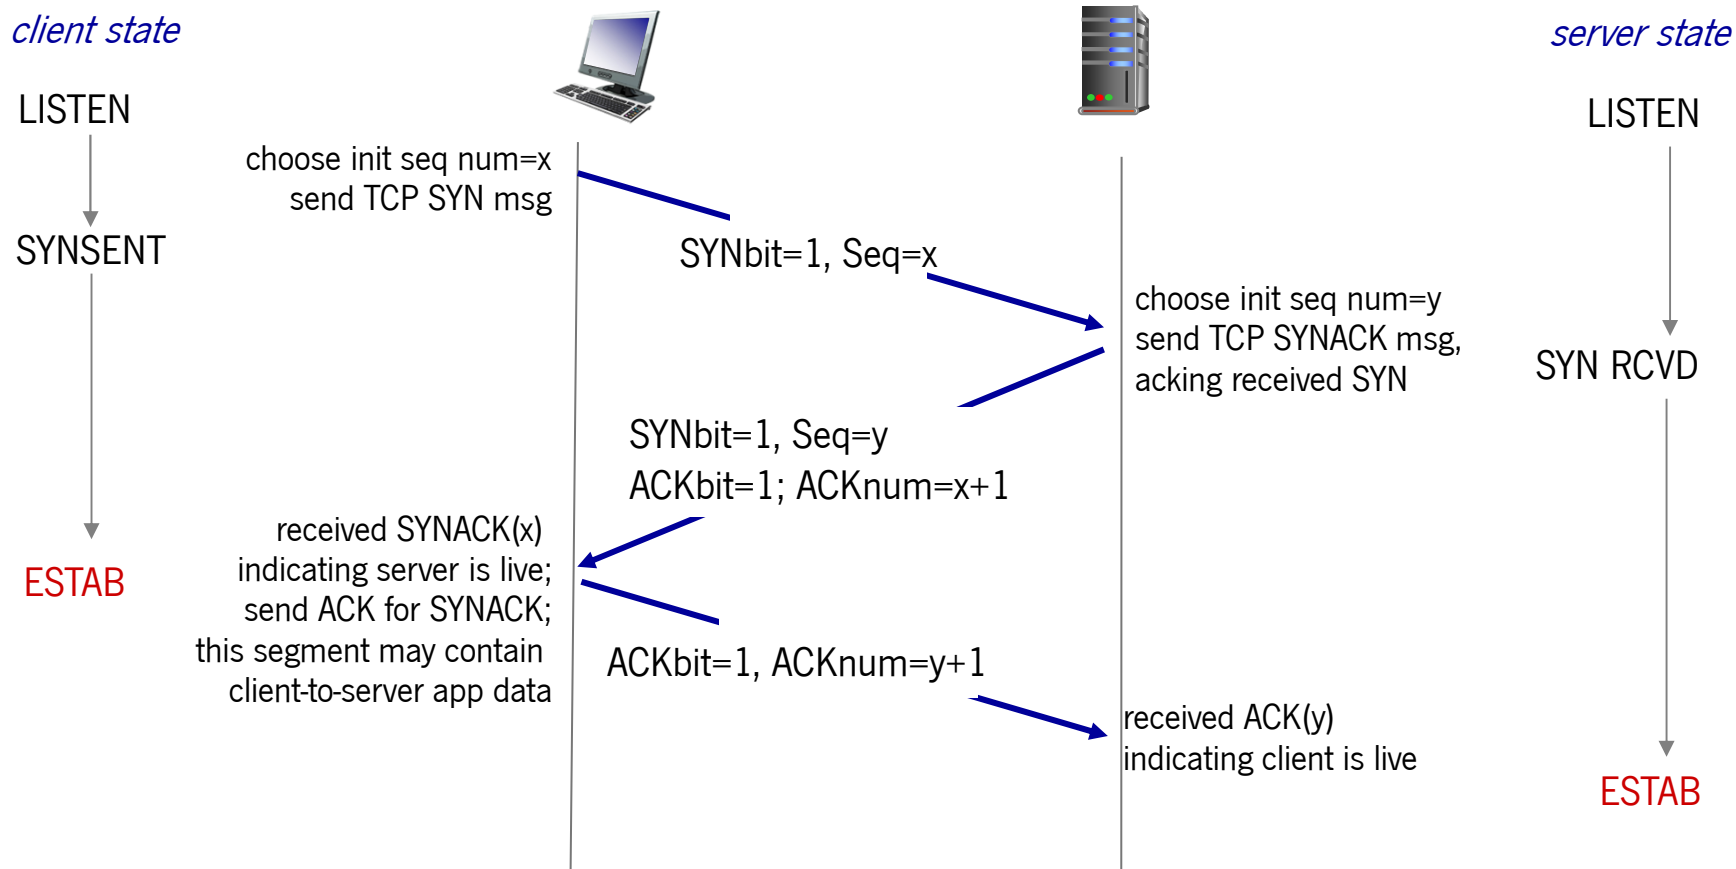 client state
server state
LISTEN
LISTEN
choose init seq num=x
send TCP SYN msg
SYNSENT
SYNbit=1, Seq=x
choose init seq num=y
send TCP SYNACK msg,
acking received SYN
SYN RCVD
SYNbit=1, Seq=y
ACKbit=1; ACKnum=x+1
received SYNACK(x)
indicating server is live;
send ACK for SYNACK;
this segment may contain
client-to-server app data
ESTAB
ACKbit=1, ACKnum=y+1
received ACK(y)
indicating client is live
ESTAB